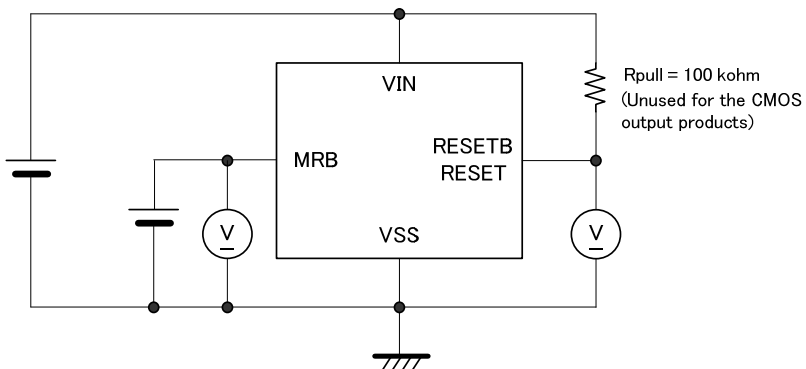 VIN
Rpull = 100 kohm
(Unused for the CMOS
output products)
MRB
RESETB
RESET
V
VSS
V